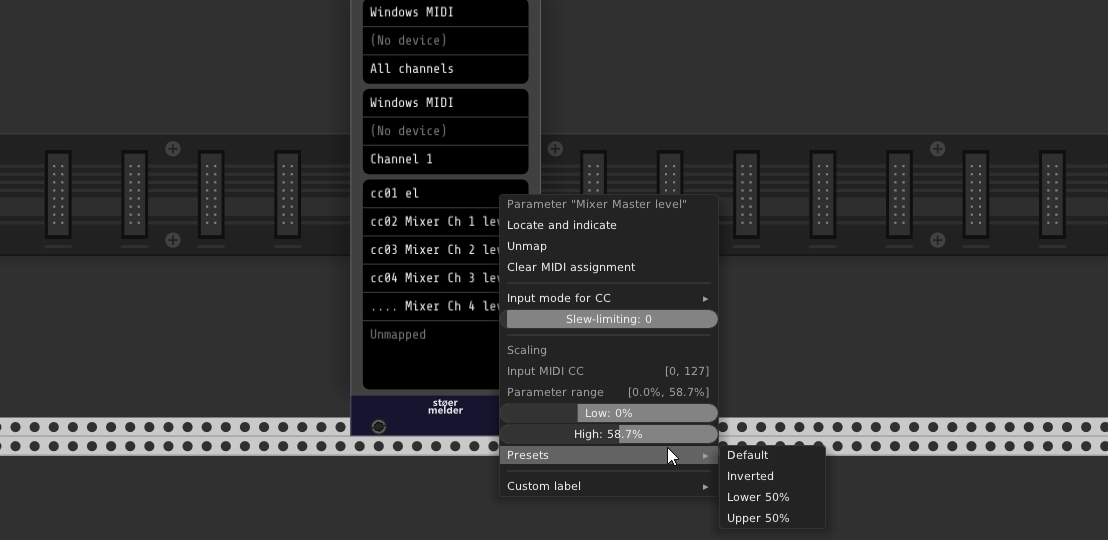 Windows MIDI
(No device)
All channels
Windows MIDI
(No device)
Channel 1
cc01 el
cc02 Mixer Ch 1 lev
cc03 Mixer Ch 2 lev
cc04 Mixer Ch 3 lev
.... Mixer Ch 4 lev
Unmapped
støer
melder
Parameter "Mixer Master level"
Locate and indicate
Unmap
Clear MIDI assignment
Input mode for CC ▸
Slew-limiting: 0
Scaling
Input MIDI CC [0, 127]
Parameter range [0.0%, 58.7%]
Low: 0%
High: 58.7%
Presets ▸
Custom label ▸
Default
Inverted
Lower 50%
Upper 50%